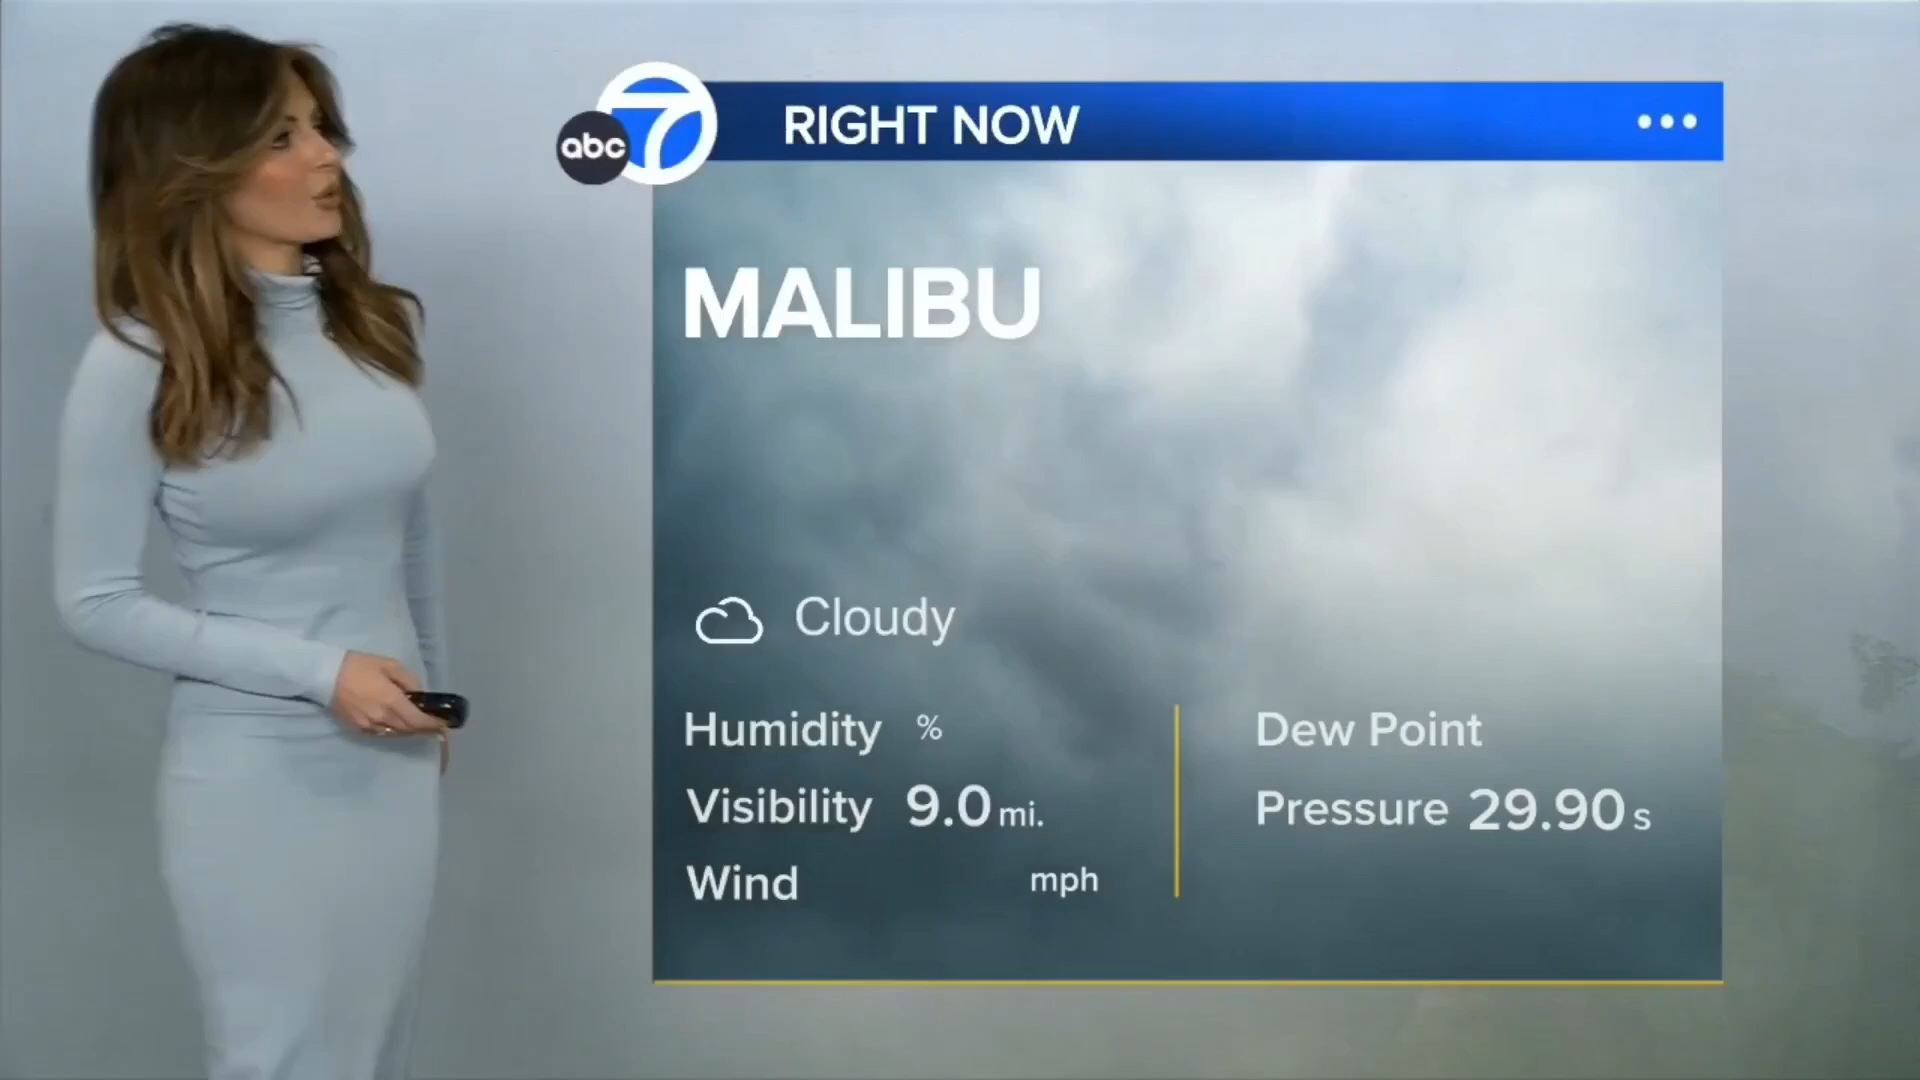 abc 7
RIGHT NOW
MALIBU
Cloudy
Humidity %
Visibility 9.0 mi.
Wind mph
Dew Point
Pressure 29.90 s